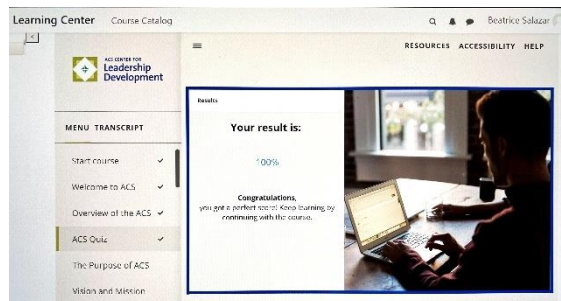 Learning Center Course Catalog Beatrice Salazar
<
RESOURCES ACCESSIBILITY HELP
ACS CENTER FOR
Leadership
Development
MENU TRANSCRIPT
Start course
Welcome to ACS
Overview of the ACS
ACS Quiz
The Purpose of ACS
Vision and Mission
Results
Your result is:
100%
Congratulations,
you got a perfect score! Keep learning by
continuing with the course.